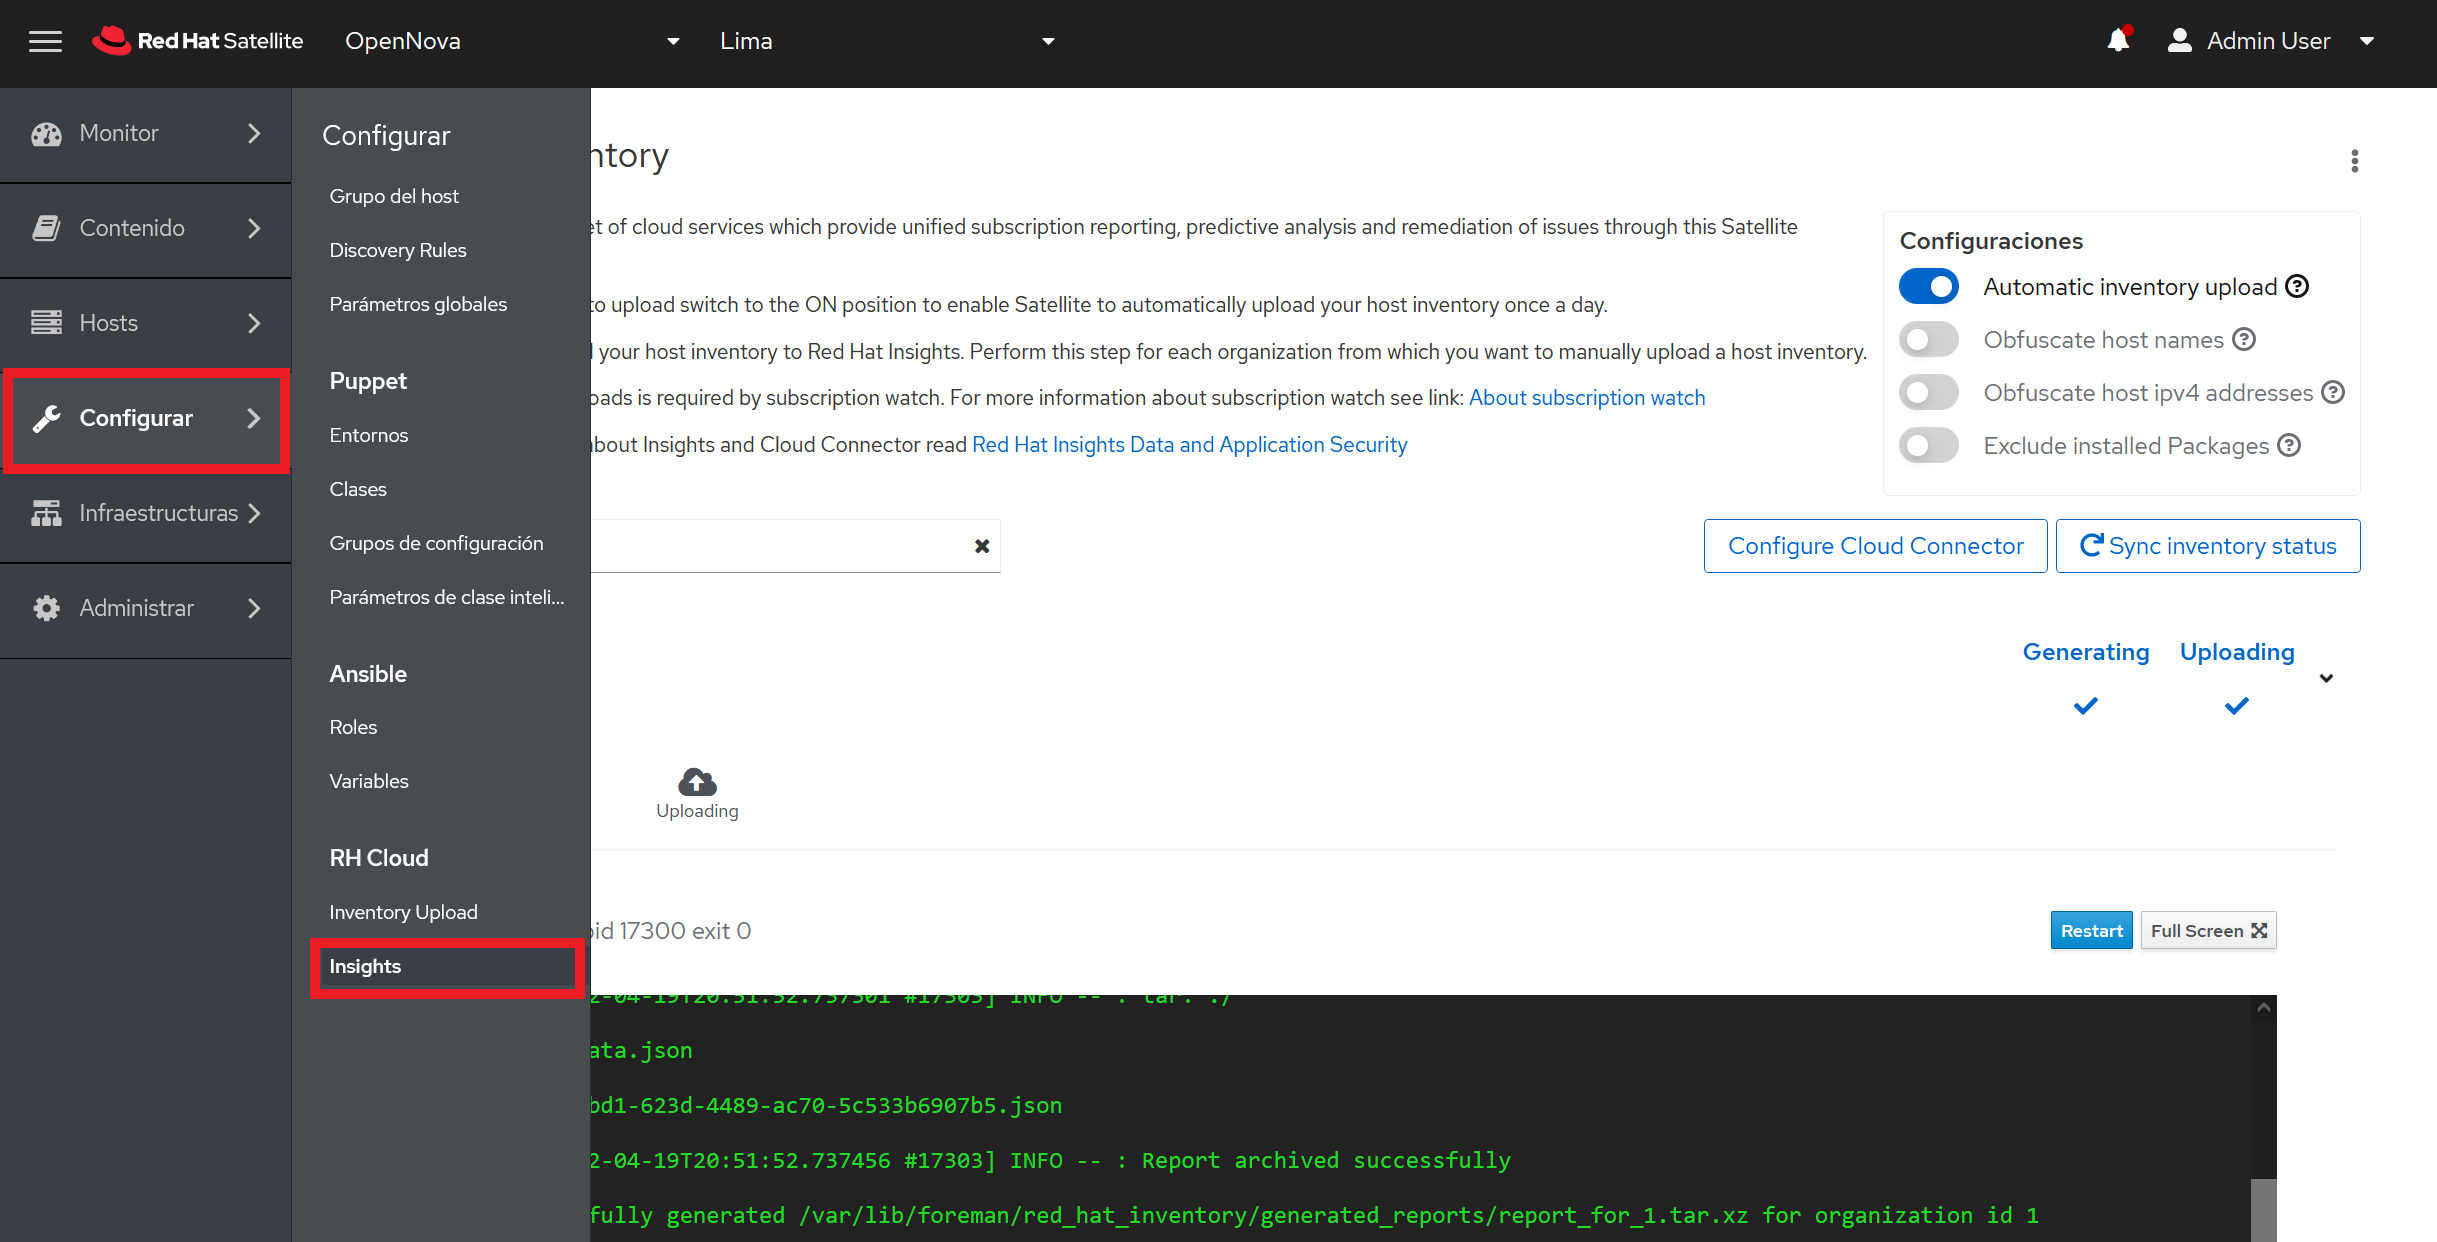 Red Hat Satellite
OpenNova
Lima
Admin User
Monitor
Contenido
Hosts
Configurar
Infraestructuras
Administrar
Configurar
Grupo del host
Discovery Rules
Parámetros globales
Puppet
Entornos
Clases
Grupos de configuración
Parámetros de clase inteli...
Ansible
Roles
Variables
RH Cloud
Inventory Upload
Insights
ntory
et of cloud services which provide unified subscription reporting, predictive analysis and remediation of issues through this Satellite
to upload switch to the ON position to enable Satellite to automatically upload your host inventory once a day.
your host inventory to Red Hat Insights. Perform this step for each organization from which you want to manually upload a host inventory.
oads is required by subscription watch. For more information about subscription watch see link: About subscription watch
about Insights and Cloud Connector read Red Hat Insights Data and Application Security
Configuraciones
Automatic inventory upload
Obfuscate host names
Obfuscate host ipv4 addresses
Exclude installed Packages
Configure Cloud Connector
Sync inventory status
Generating
Uploading
Uploading
pid 17300 exit 0
Restart
Full Screen
2-04-19T20:51:52.737301 #17303] INFO -- : tar: ./
ata.json
bd1-623d-4489-ac70-5c533b6907b5.json
2-04-19T20:51:52.737456 #17303] INFO -- : Report archived successfully
fully generated /var/lib/foreman/red_hat_inventory/generated_reports/report_for_1.tar.xz for organization id 1